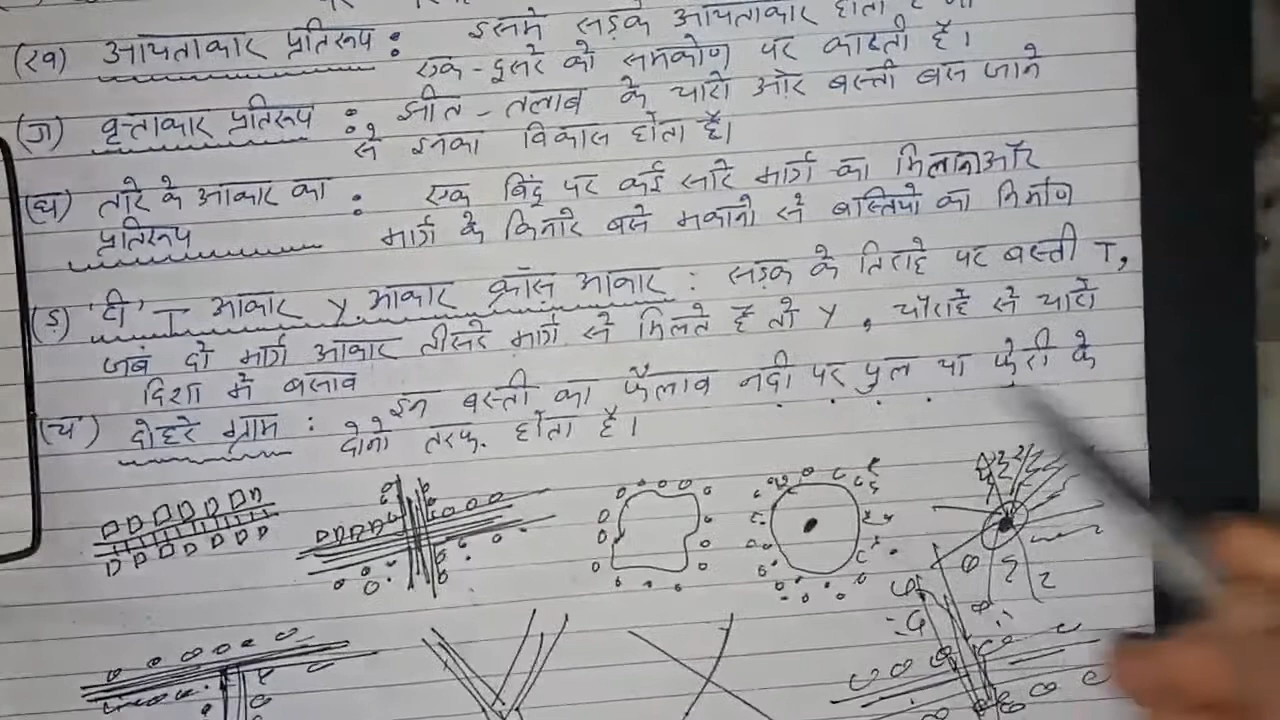 (ख) आयताकार प्रतिरूप : इसमे सड़के आयताकार होता
एक-दूसरे को समकोण पर काटती है।
(ज) वृत्ताकार प्रतिरूप : झील-तलाब के चारो ओर बस्ती बस जाने
से इनका विकास होता है।
(घ) तारे के आकार का : एक बिंदू पर कई सारे मार्ग का मिलाना और
प्रतिरूप मार्ग के किनारे बसे मकानो से बस्तियो का निर्माण
(ड़) 'टी' T आकार Y आकार क्रॉस आकार : सड़क के तिराहे पर बस्ती T,
जब दो मार्ग आकार तीसरे मार्ग से मिलते है तो Y, चौराहे से चारो
दिशा मे बसाव
(च) दोहरे ग्राम : इन बस्ती का फैलाव नदी पर पुल या फेरी के
दोनो तरफ होता है।